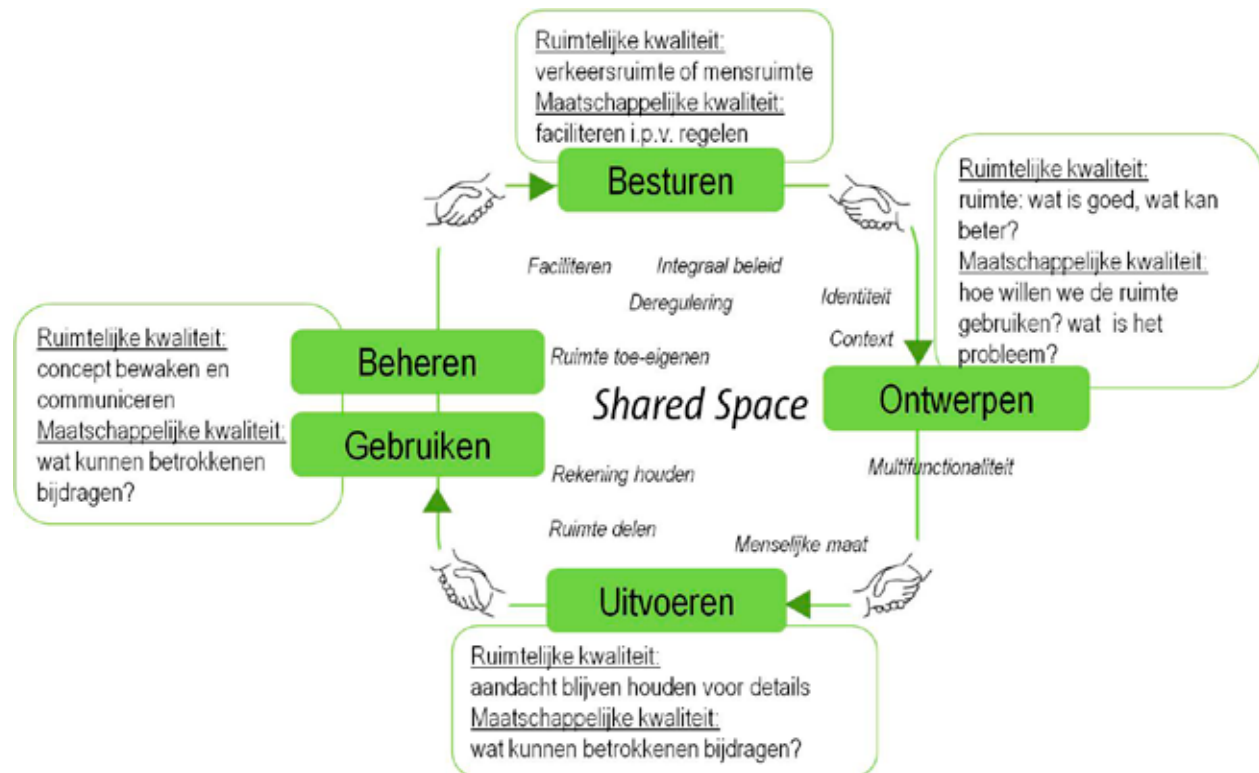 Ruimtelijke kwaliteit:
verkeersruimte of mensruimte
Maatschappelijke kwaliteit:
faciliteren i.p.v. regelen
Besturen
Ruimtelijke kwaliteit:
ruimte: wat is goed, wat kan
beter?
Maatschappelijke kwaliteit:
hoe willen we de ruimte
gebruiken? wat is het
probleem?
Ontwerpen
Faciliteren
Integraal beleid
Deregulering
Identiteit
Context
Ruimte toe-eigenen
Shared Space
Multifunctionaliteit
Rekening houden
Ruimte delen
Menselijke maat
Ruimtelijke kwaliteit:
concept bewaken en
communiceren
Maatschappelijke kwaliteit:
wat kunnen betrokkenen
bijdragen?
Beheren
Gebruiken
Uitvoeren
Ruimtelijke kwaliteit:
aandacht blijven houden voor details
Maatschappelijke kwaliteit:
wat kunnen betrokkenen bijdragen?